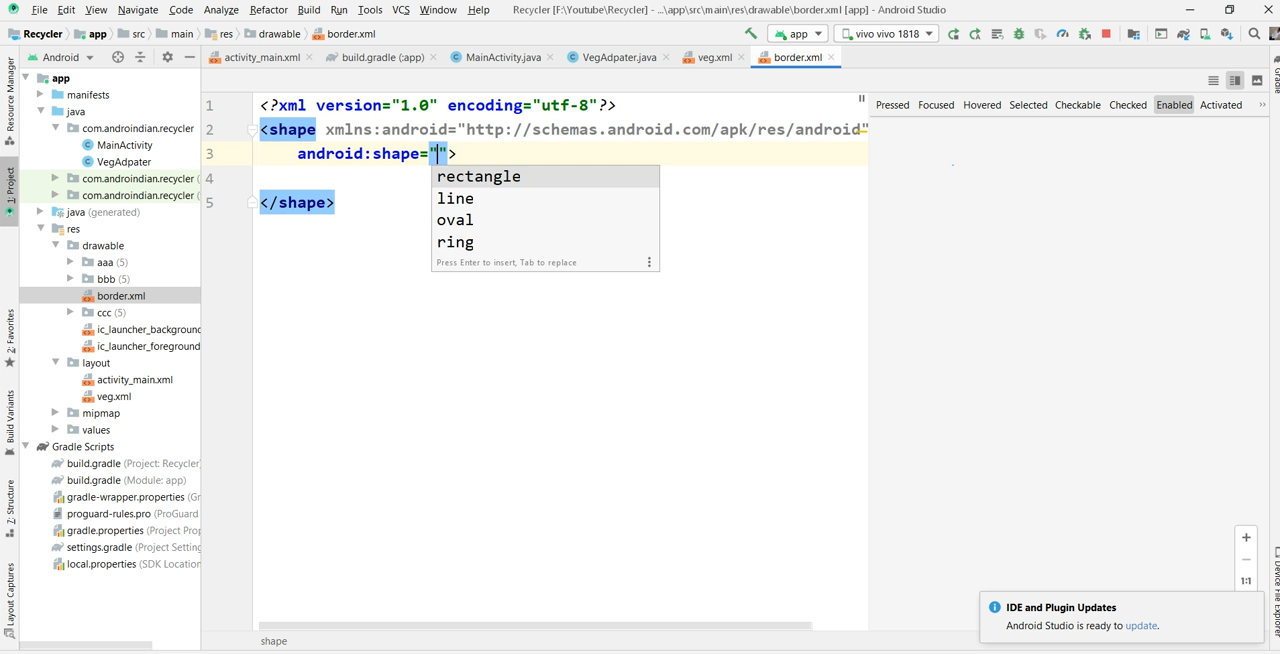 File Edit View Navigate Code Analyze Refactor Build Run Tools VCS Window Help Recycler [F:\Youtube\Recycler] - ...\app\src\main\res\drawable\border.xml [app] - Android Studio
Recycler app src main res drawable border.xml app vivo vivo 1818
Android activity_main.xml build.gradle (:app) MainActivity.java VegAdpater.java veg.xml border.xml
Resource Manager
1: Project
2: Favorites
Build Variants
7: Structure
Layout Captures
app
manifests
java
com.androindian.recycler
MainActivity
VegAdpater
com.androindian.recycler (
com.androindian.recycler (
java (generated)
res
drawable
aaa (5)
bbb (5)
border.xml
ccc (5)
ic_launcher_background
ic_launcher_foreground
layout
activity_main.xml
veg.xml
mipmap
values
Gradle Scripts
build.gradle (Project: Recycler)
build.gradle (Module: app)
gradle-wrapper.properties (Gr
proguard-rules.pro (ProGuard
gradle.properties (Project Prop
settings.gradle (Project Setting
local.properties (SDK Location
1 <?xml version="1.0" encoding="utf-8"?>
2 <shape xmlns:android="http://schemas.android.com/apk/res/android"
3 android:shape="">
4
5 </shape>
rectangle
line
oval
ring
Press Enter to insert, Tab to replace
shape
Pressed Focused Hovered Selected Checkable Checked Enabled Activated
Gradle
1:1
IDE and Plugin Updates
Android Studio is ready to update.
Device File Explorer